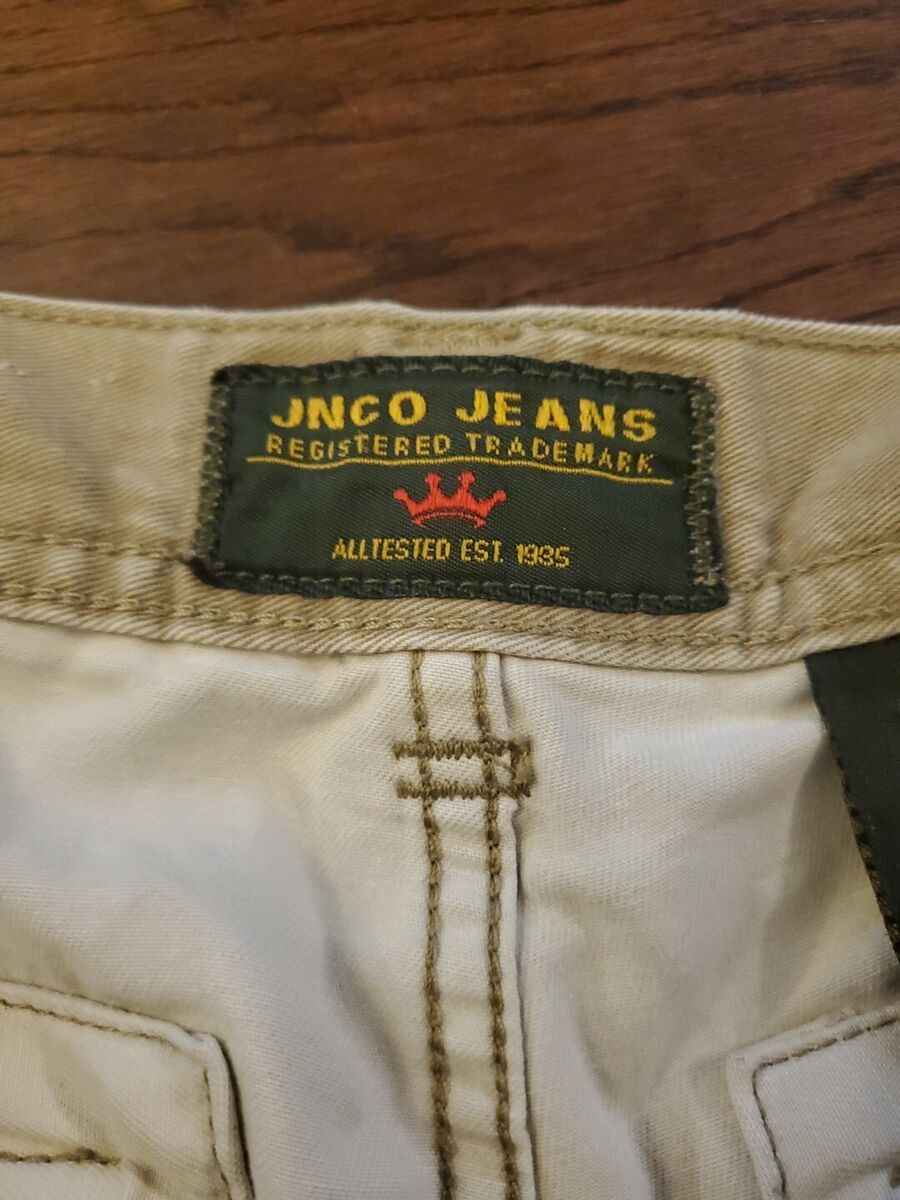 JNCO JEANS
REGISTERED TRADEMARK
ALLTESTED EST. 1985